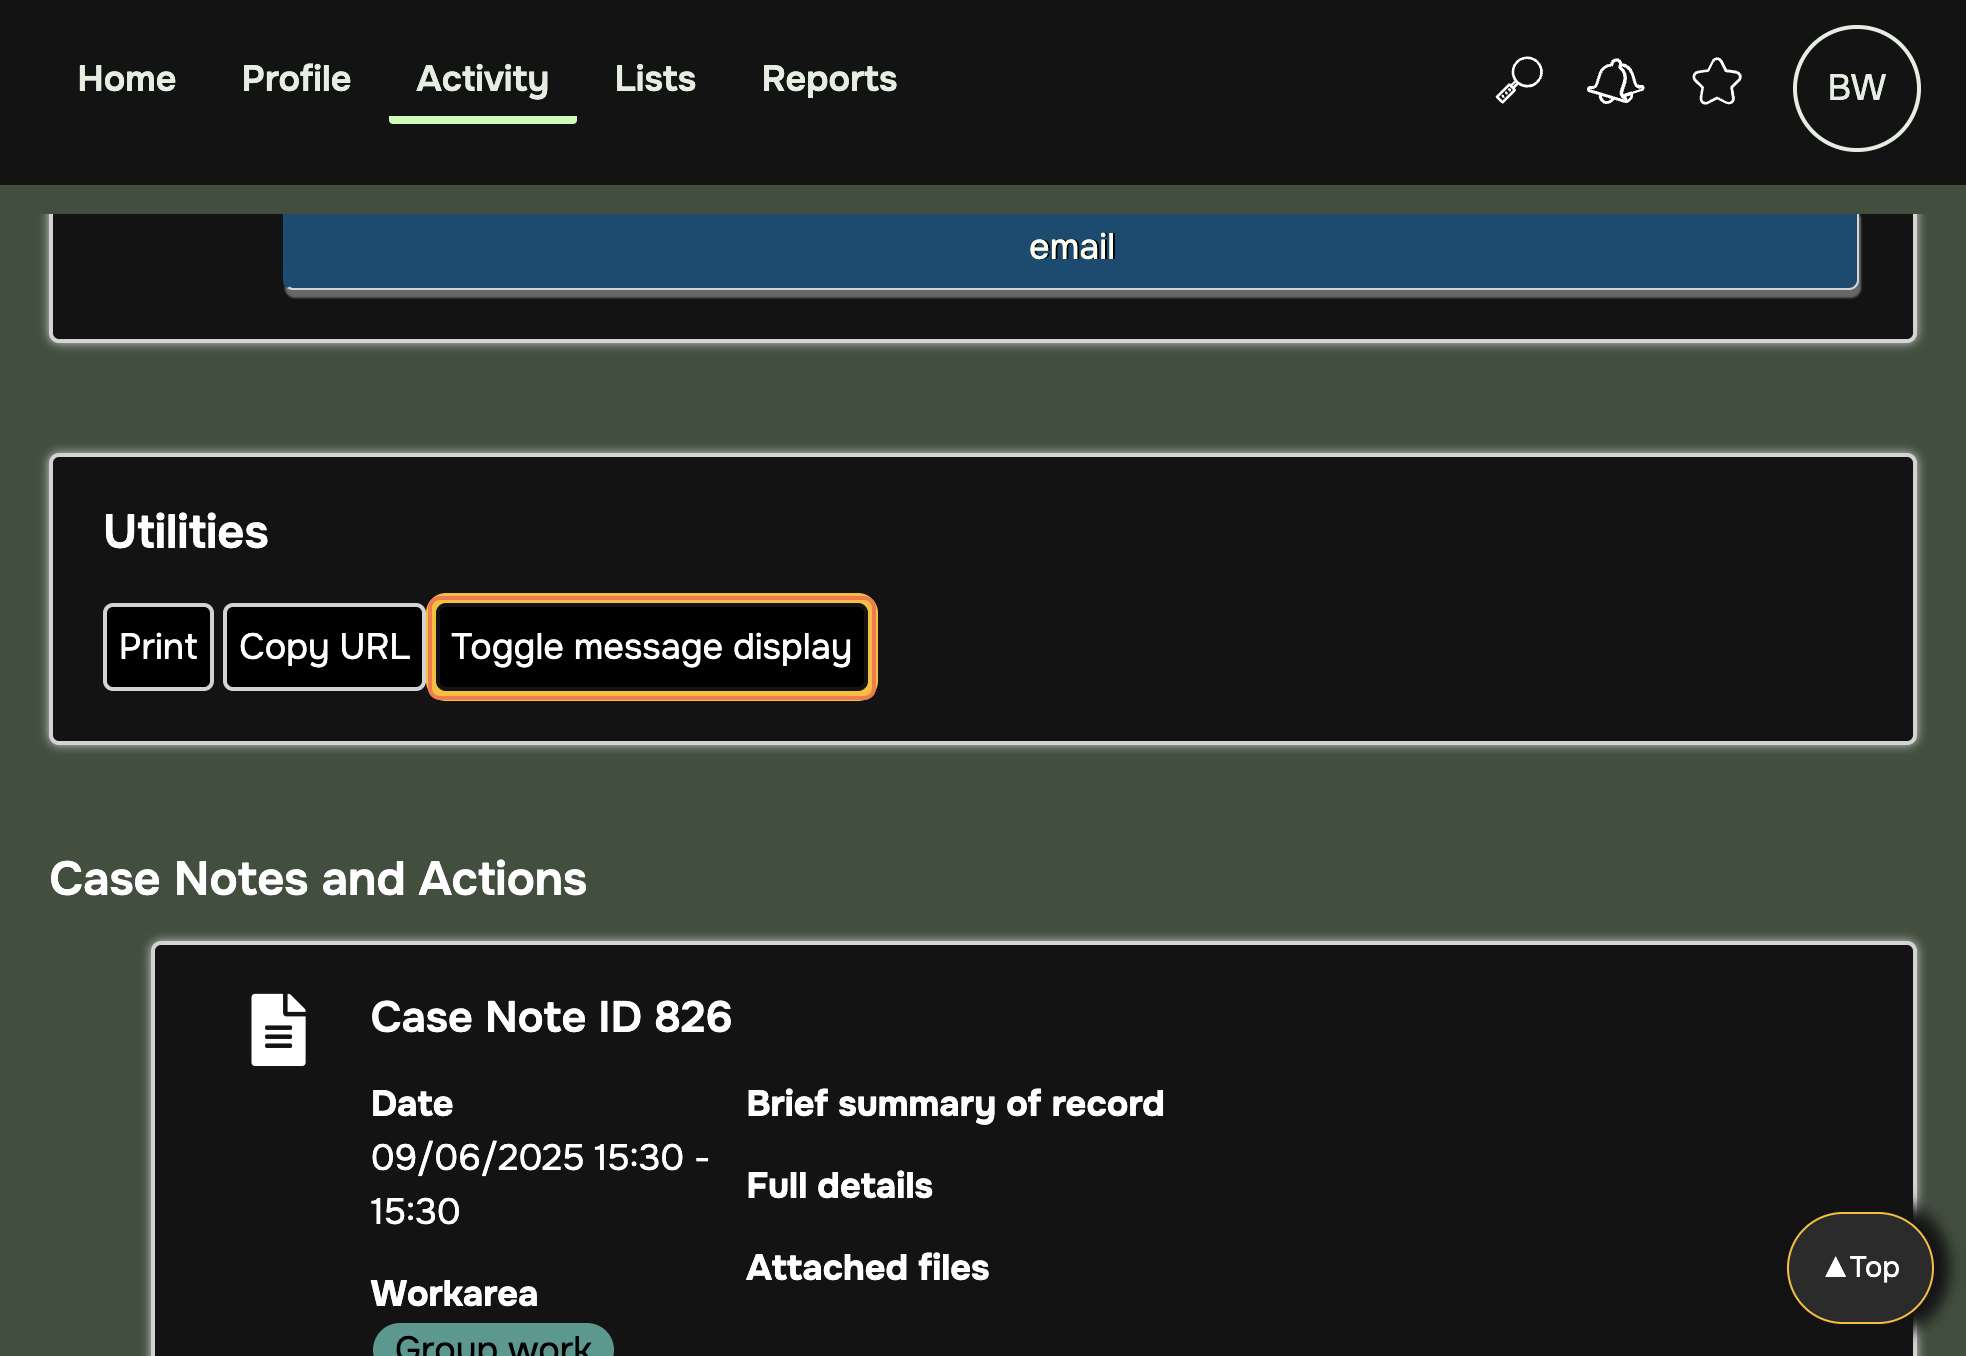 Home Profile Activity Lists Reports BW
email
Utilities
Print Copy URL Toggle message display
Case Notes and Actions
Case Note ID 826
Date
09/06/2025 15:30 -
15:30
Workarea
Group work
Brief summary of record
Full details
Attached files
▲Top